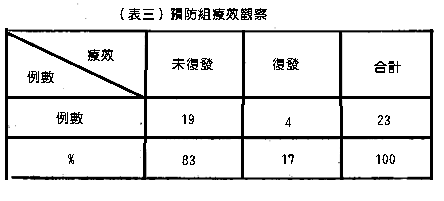 （表三）預防組療效觀察
療效 例數 未復發 復發 合計
例數 19 4 23
% 83 17 100